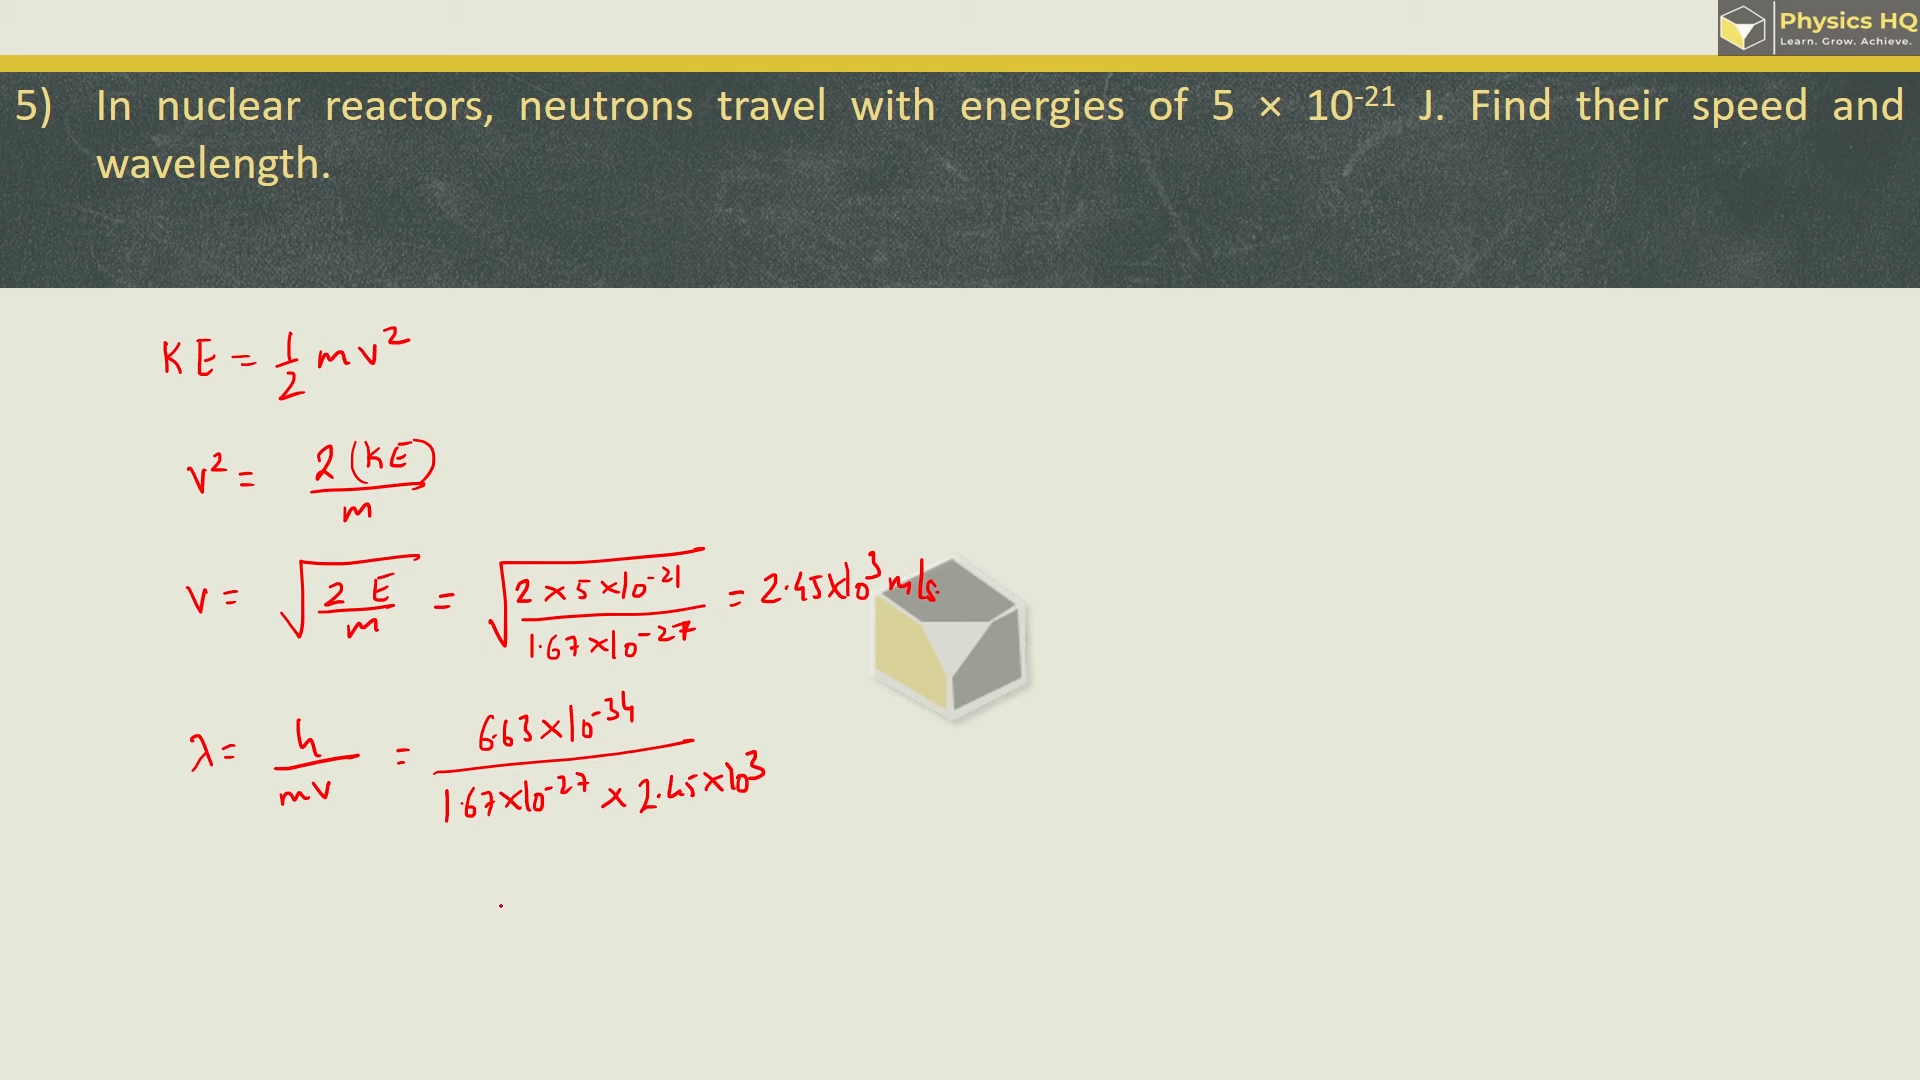 Physics HQ
Learn. Grow. Achieve.
5) In nuclear reactors, neutrons travel with energies of 5 × 10⁻²¹ J. Find their speed and
wavelength.
KE = 1/2 mv²
v² = 2 (KE) / m
v = √(2 E / m) = √(2 × 5 × 10⁻²¹ / 1.67 × 10⁻²⁷) = 2.45 × 10³ m/s.
λ = h / mv = 6.63 × 10⁻³⁴ / 1.67 × 10⁻²⁷ × 2.45 × 10³